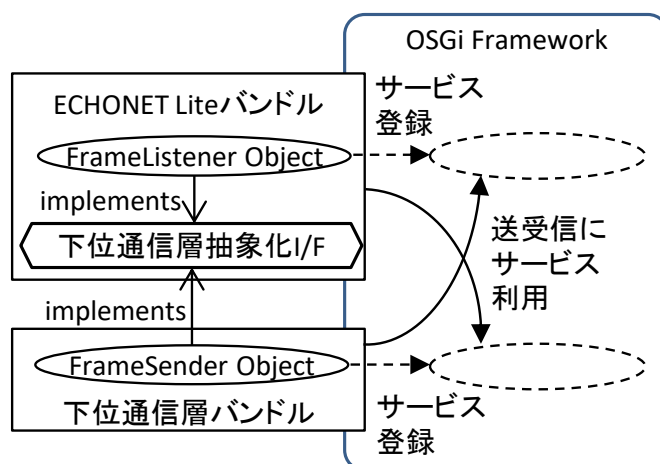 OSGi Framework
ECHONET Liteバンドル
サービス
登録
FrameListener Object
implements
下位通信層抽象化I/F
送受信に
サービス
利用
implements
FrameSender Object
下位通信層バンドル
サービス
登録